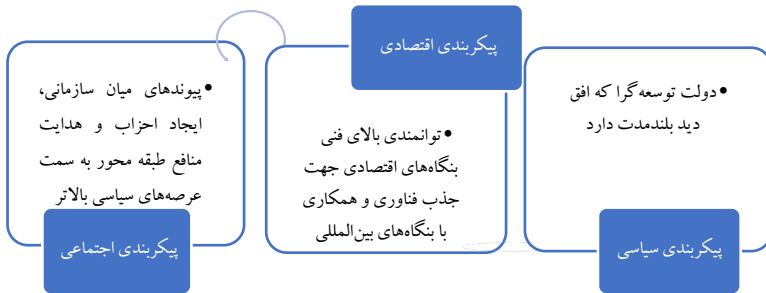 دولت توسعه‌گرا که افق
دید بلندمدت دارد
پیکربندی سیاسی
پیکربندی اقتصادی
• توانمندی بالای فنی
بنگاه‌های اقتصادی جهت
جذب فناوری و همکاری
با بنگاه‌های بین‌المللی
• پیوندهای میان سازمانی،
ایجاد احزاب و هدایت
منافع طبقه محور به سمت
عرصه‌های سیاسی بالاتر
پیکربندی اجتماعی